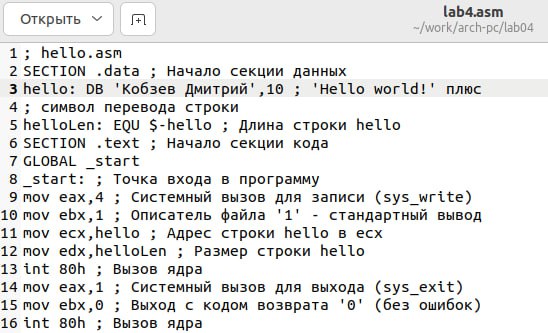 Открыть
lab4.asm
~/work/arch-pc/lab04
1 ; hello.asm
2 SECTION .data ; Начало секции данных
3 hello: DB 'Кобзев Дмитрий',10 ; 'Hello world!' плюс
4 ; символ перевода строки
5 helloLen: EQU $-hello ; Длина строки hello
6 SECTION .text ; Начало секции кода
7 GLOBAL _start
8 _start: ; Точка входа в программу
9 mov eax,4 ; Системный вызов для записи (sys_write)
10 mov ebx,1 ; Описатель файла '1' - стандартный вывод
11 mov ecx,hello ; Адрес строки hello в ecx
12 mov edx,helloLen ; Размер строки hello
13 int 80h ; Вызов ядра
14 mov eax,1 ; Системный вызов для выхода (sys_exit)
15 mov ebx,0 ; Выход с кодом возврата '0' (без ошибок)
16 int 80h ; Вызов ядра